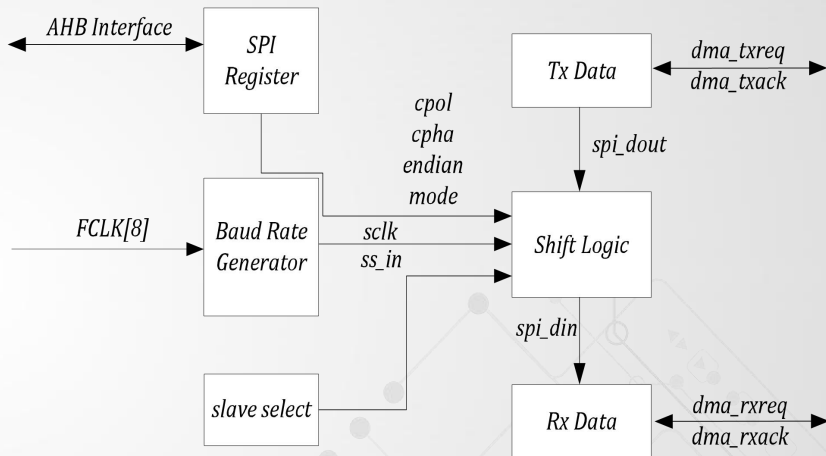 AHB Interface
SPI
Register
Tx Data
dma_txreq
dma_txack
cpol
cpha
endian
mode
spi_dout
FCLK[8]
Baud Rate
Generator
sclk
ss_in
Shift Logic
spi_din
slave select
Rx Data
dma_rxreq
dma_rxack